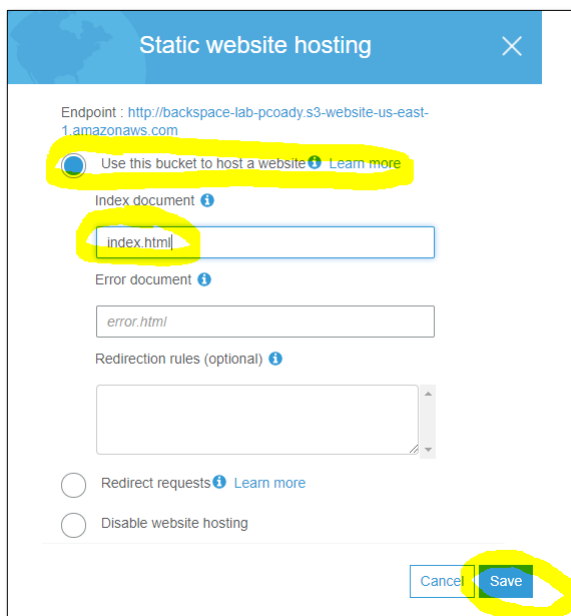 Static website hosting
Endpoint : http://backspace-lab-pcoady.s3-website-us-east-
1.amazonaws.com
Use this bucket to host a website Learn more
Index document
index.html
Error document
error.html
Redirection rules (optional)
Redirect requests Learn more
Disable website hosting
Cancel Save